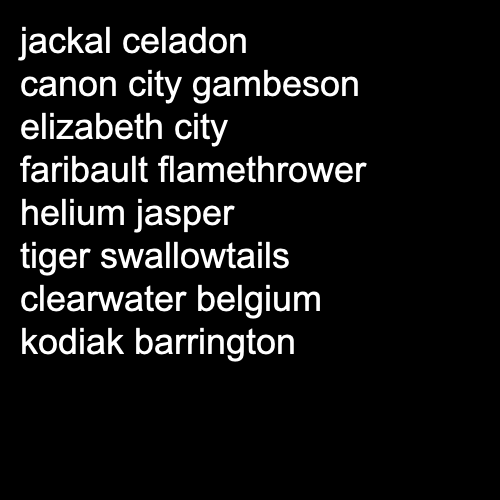 jackal celadon
canon city gambeson
elizabeth city
faribault flamethrower
helium jasper
tiger swallowtails
clearwater belgium
kodiak barrington